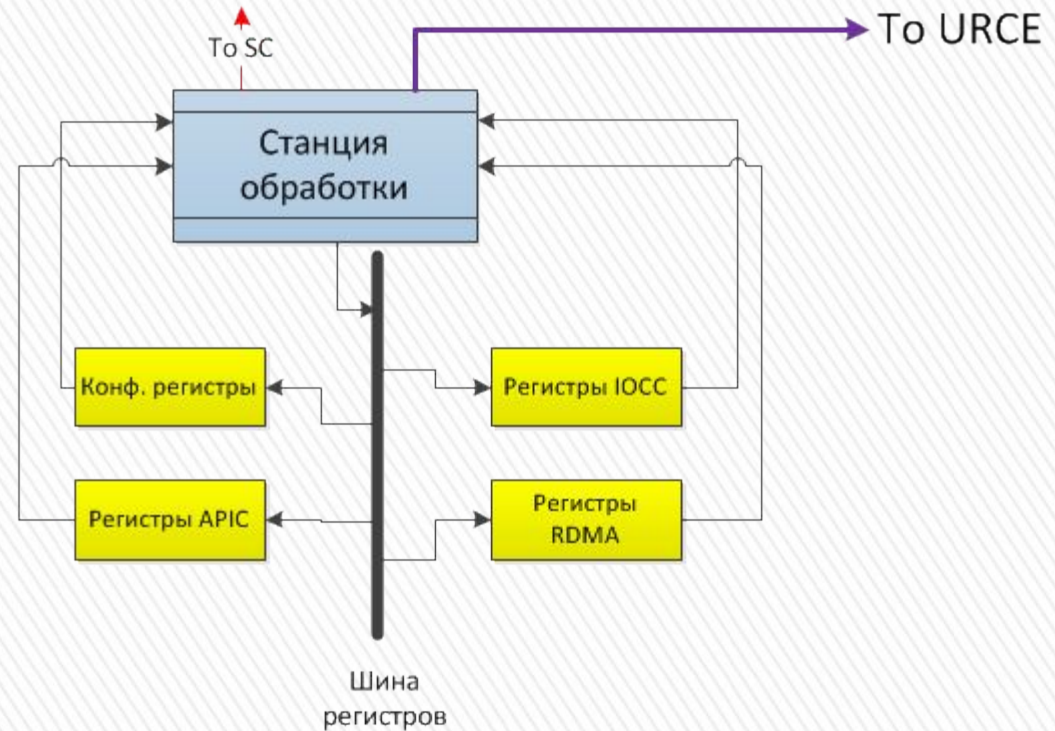 To SC
To URCE
Станция
обработки
Конф. регистры
Регистры IOCC
Регистры APIC
Регистры
RDMA
Шина
регистров